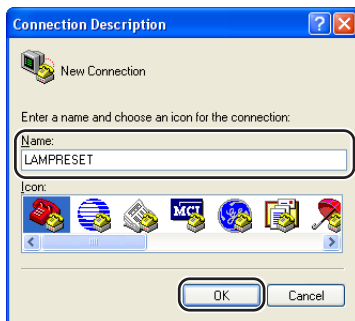 Connection Description
New Connection
Enter a name and choose an icon for the connection:
Name:
LAMPRESET
Icon:
MCI
OK Cancel